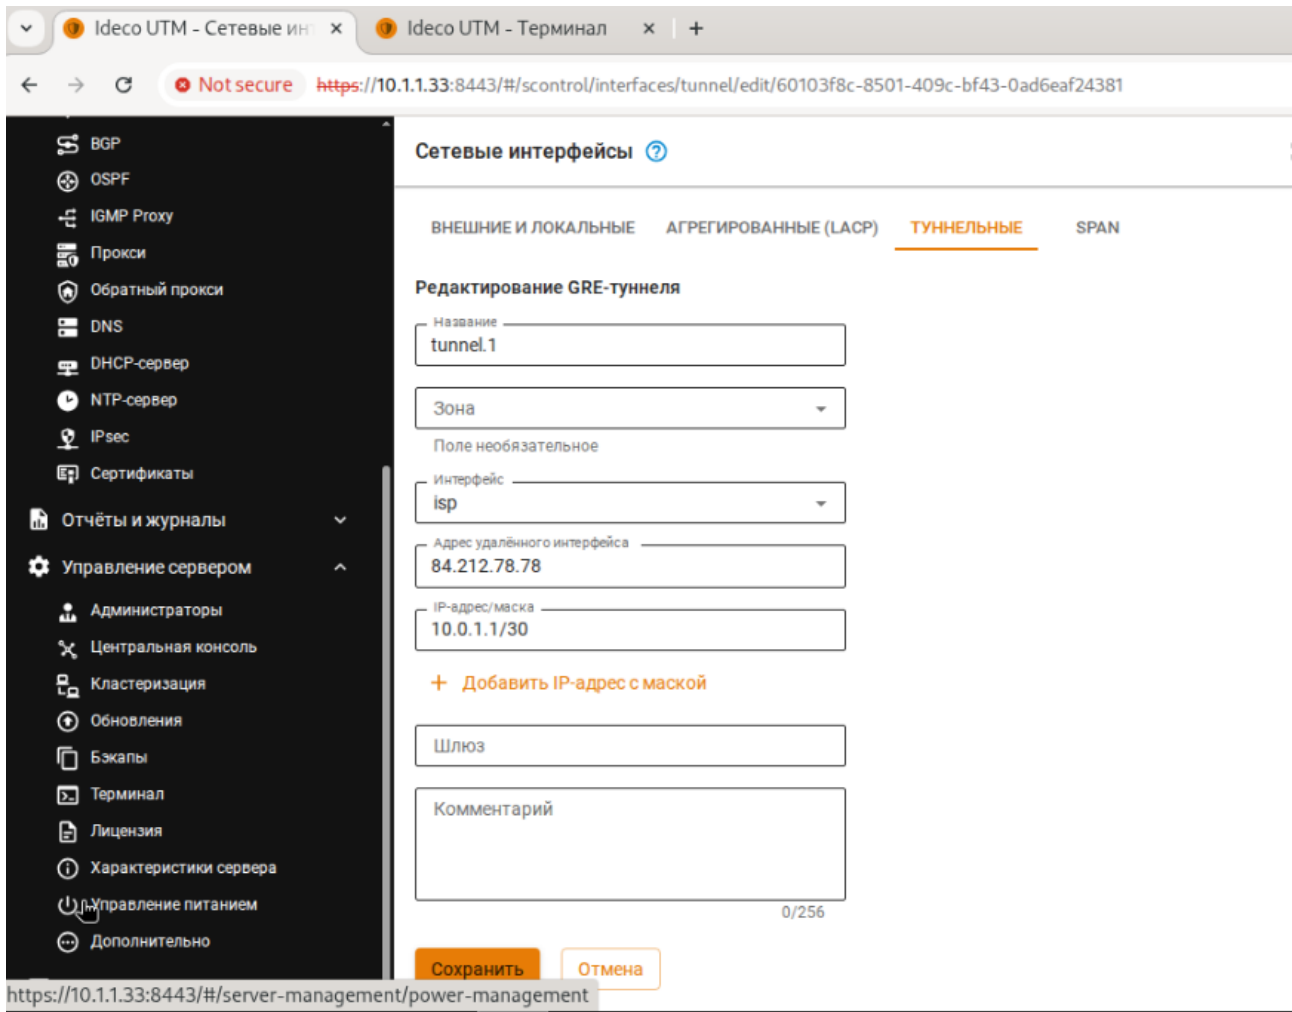 Ideco UTM - Сетевые ин
Ideco UTM - Терминал
Not secure https://10.1.1.33:8443/#/scontrol/interfaces/tunnel/edit/60103f8c-8501-409c-bf43-0ad6eaf24381
BGP
OSPF
IGMP Proxy
Прокси
Обратный прокси
DNS
DHCP-сервер
NTP-сервер
IPsec
Сертификаты
Отчёты и журналы
Управление сервером
Администраторы
Центральная консоль
Кластеризация
Обновления
Бэкапы
Терминал
Лицензия
Характеристики сервера
Управление питанием
Дополнительно
https://10.1.1.33:8443/#/server-management/power-management
Сетевые интерфейсы
ВНЕШНИЕ И ЛОКАЛЬНЫЕ АГРЕГИРОВАННЫЕ (LACP) ТУННЕЛЬНЫЕ SPAN
Редактирование GRE-туннеля
Название
tunnel.1
Зона
Поле необязательное
Интерфейс
isp
Адрес удалённого интерфейса
84.212.78.78
IP-адрес/маска
10.0.1.1/30
+ Добавить IP-адрес с маской
Шлюз
Комментарий
0/256
Сохранить Отмена